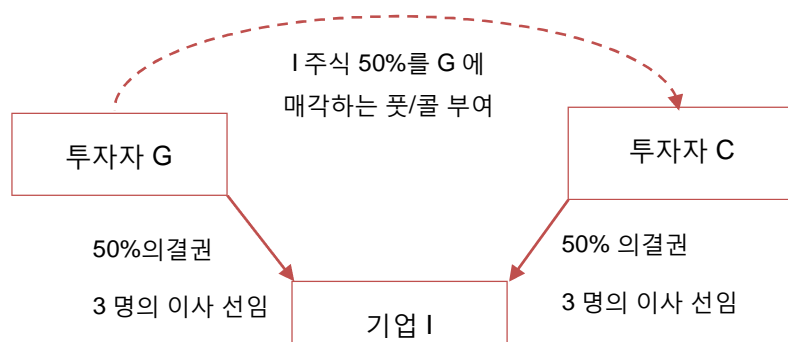 I 주식 50%를 G 에
매각하는 풋/콜 부여
투자자 G
투자자 C
50%의결권
3 명의 이사 선임
50% 의결권
3 명의 이사 선임
기업 I